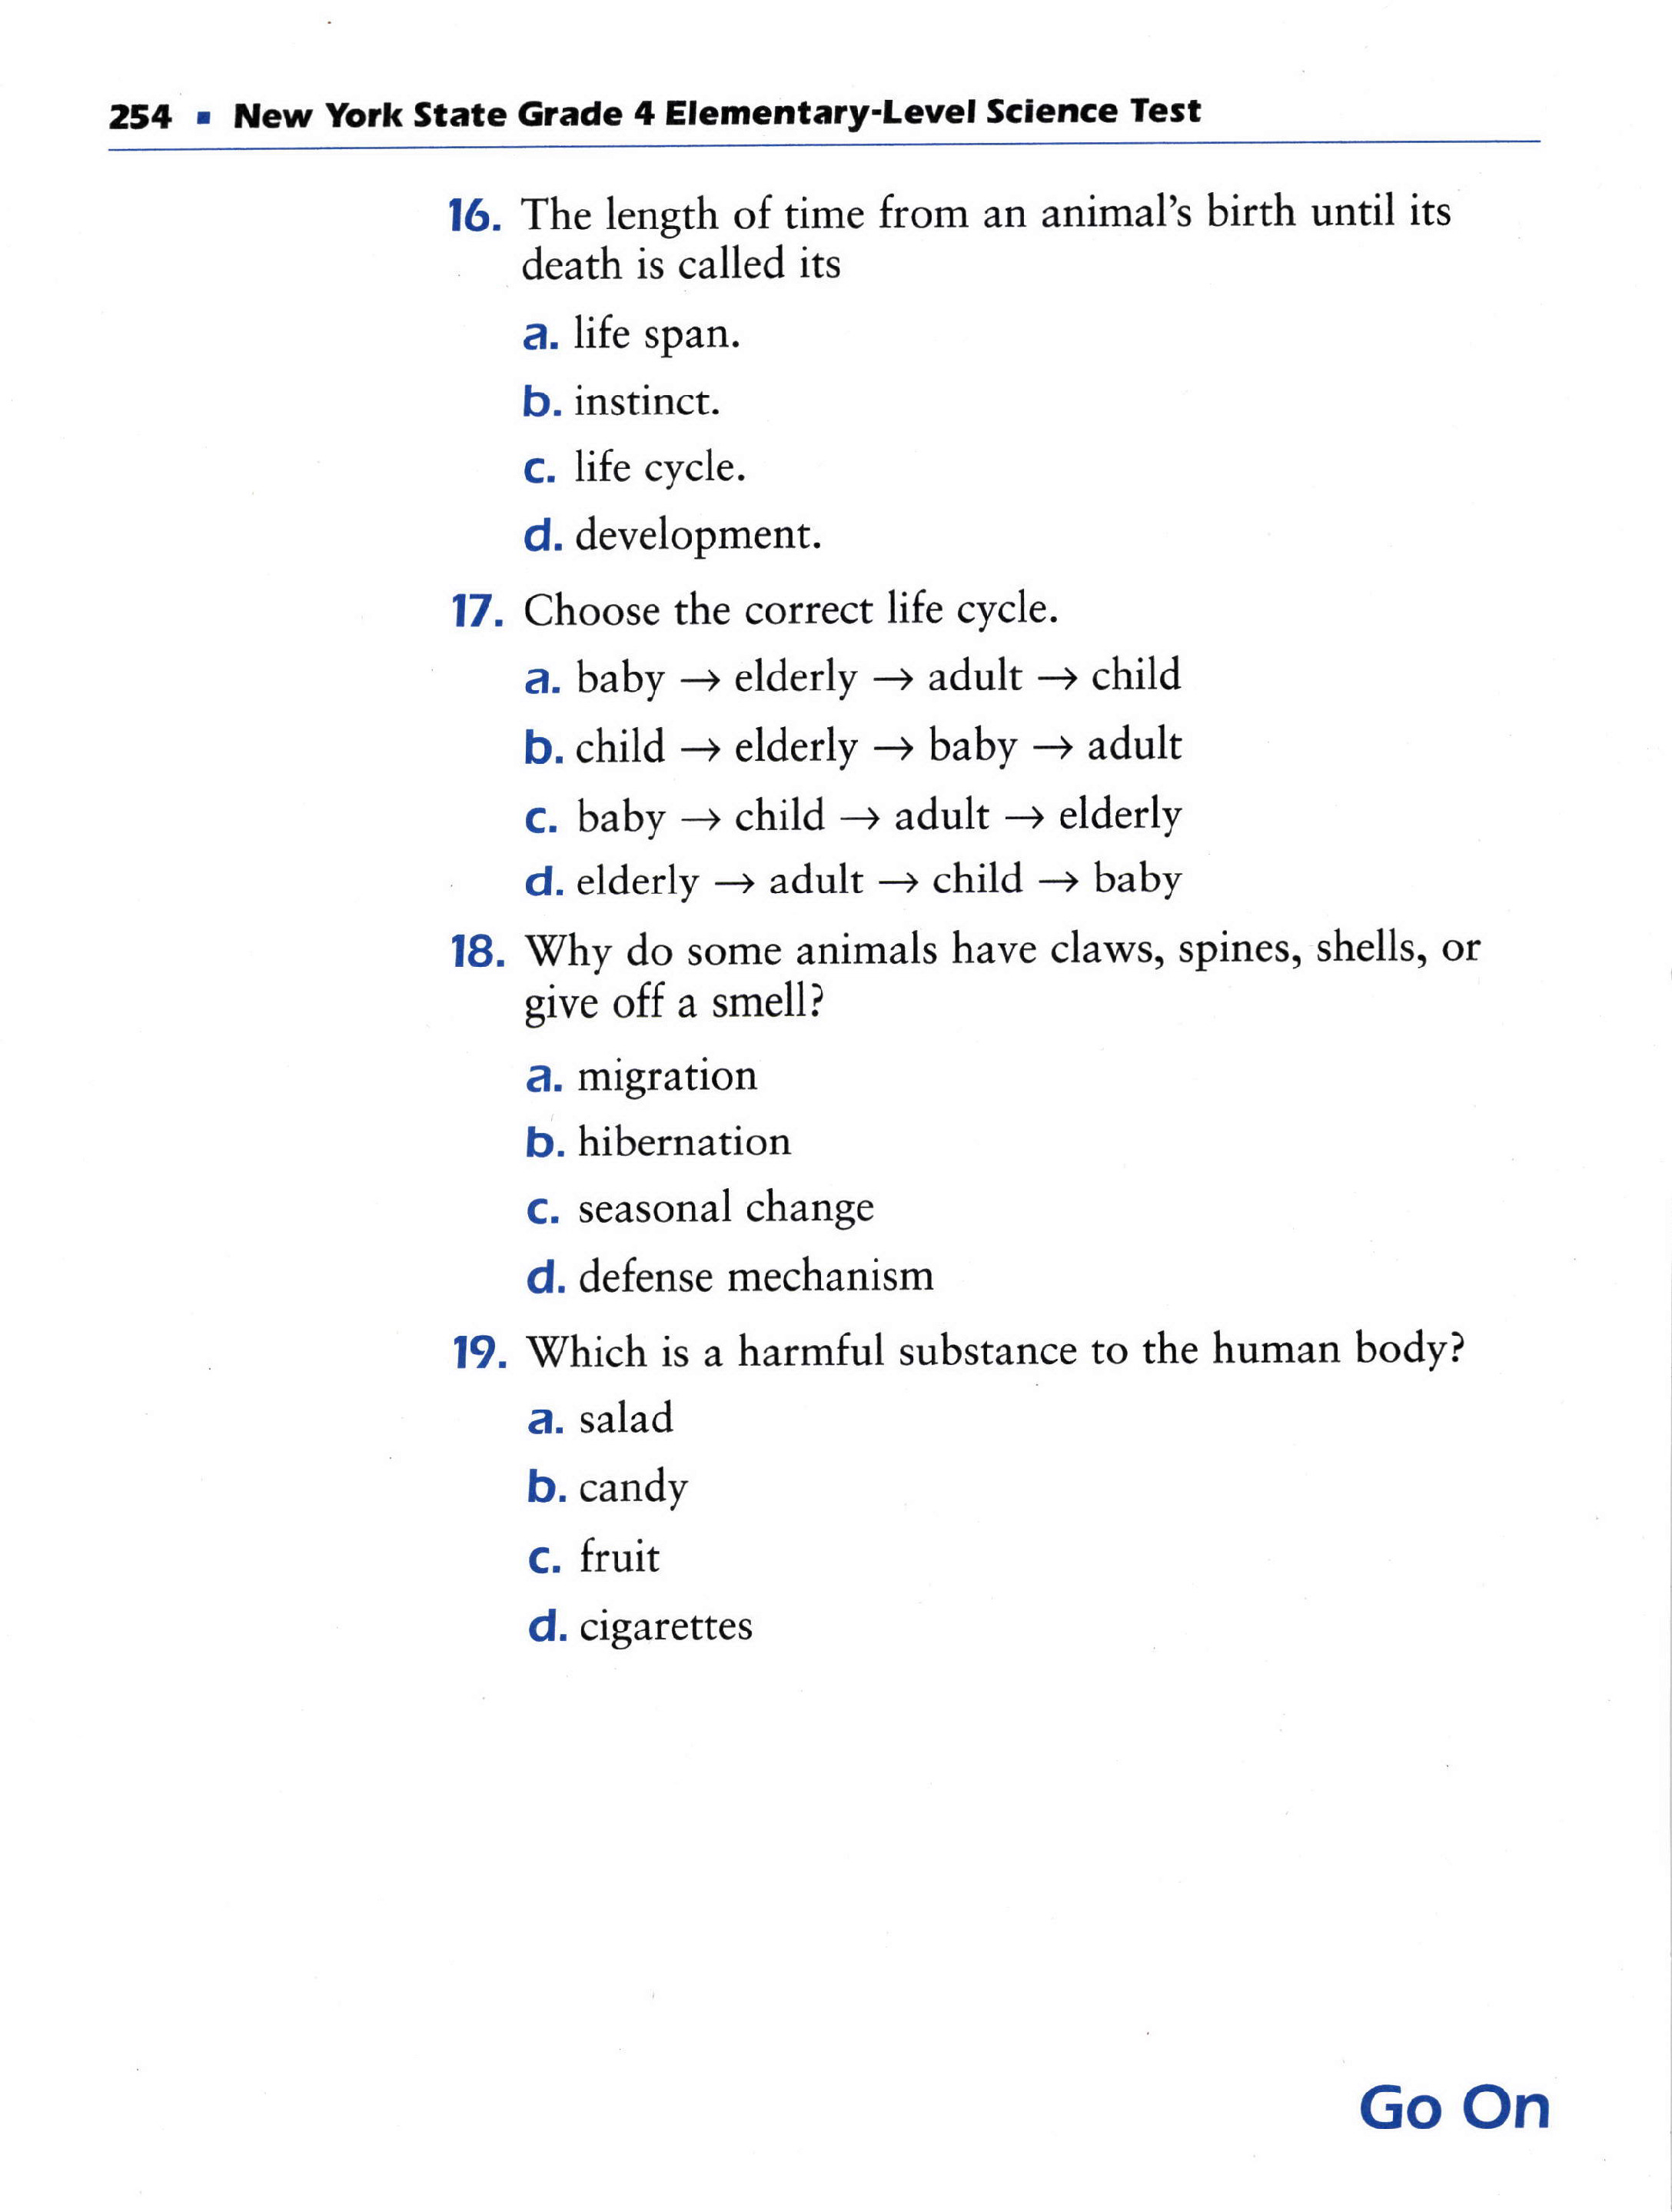 254 ▪ New York State Grade 4 Elementary-Level Science Test
16. The length of time from an animal's birth until its
death is called its
a. life span.
b. instinct.
c. life cycle.
d. development.
17. Choose the correct life cycle.
a. baby → elderly → adult → child
b. child → elderly → baby → adult
c. baby → child → adult → elderly
d. elderly → adult → child → baby
18. Why do some animals have claws, spines, shells, or
give off a smell?
a. migration
b. hibernation
c. seasonal change
d. defense mechanism
19. Which is a harmful substance to the human body?
a. salad
b. candy
c. fruit
d. cigarettes
Go On